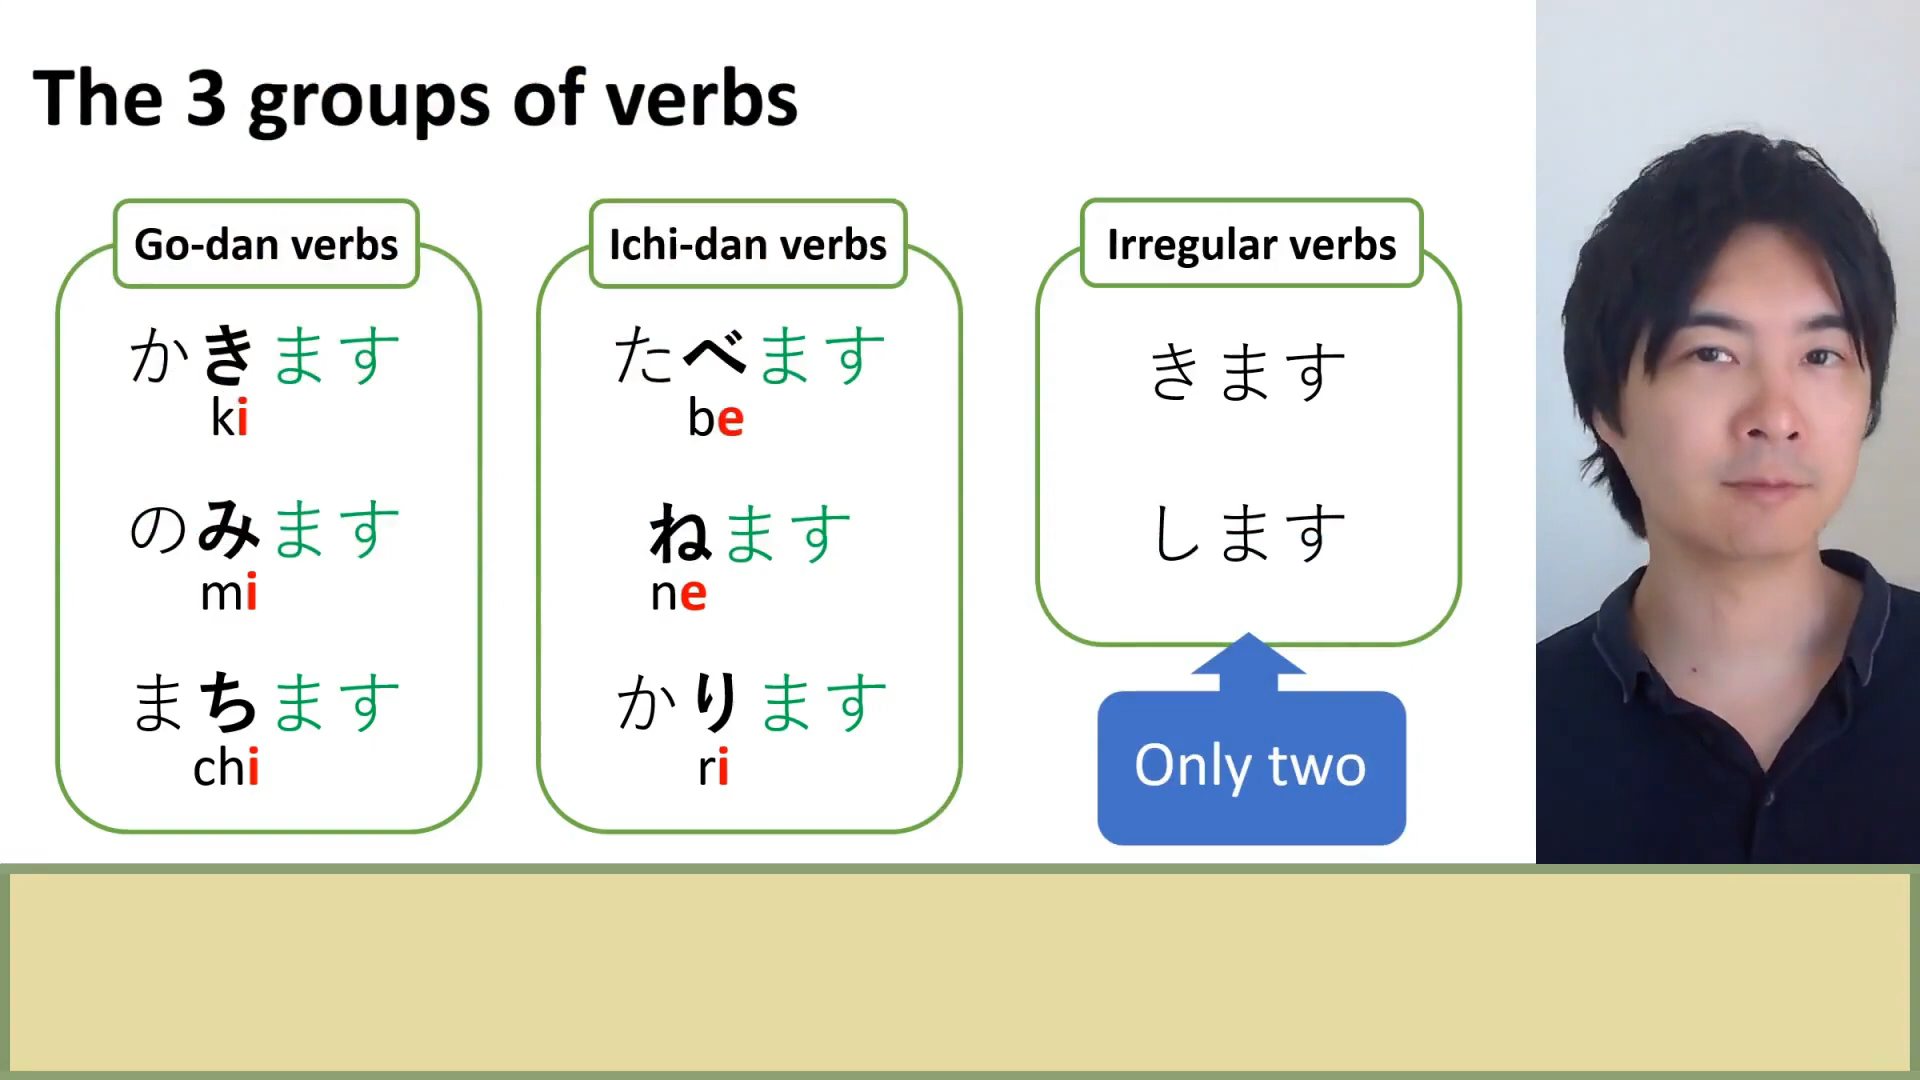 The 3 groups of verbs
Go-dan verbs
かきます
ki
のみます
mi
まちます
chi
Ichi-dan verbs
たべます
be
ねます
ne
かります
ri
Irregular verbs
きます
します
Only two